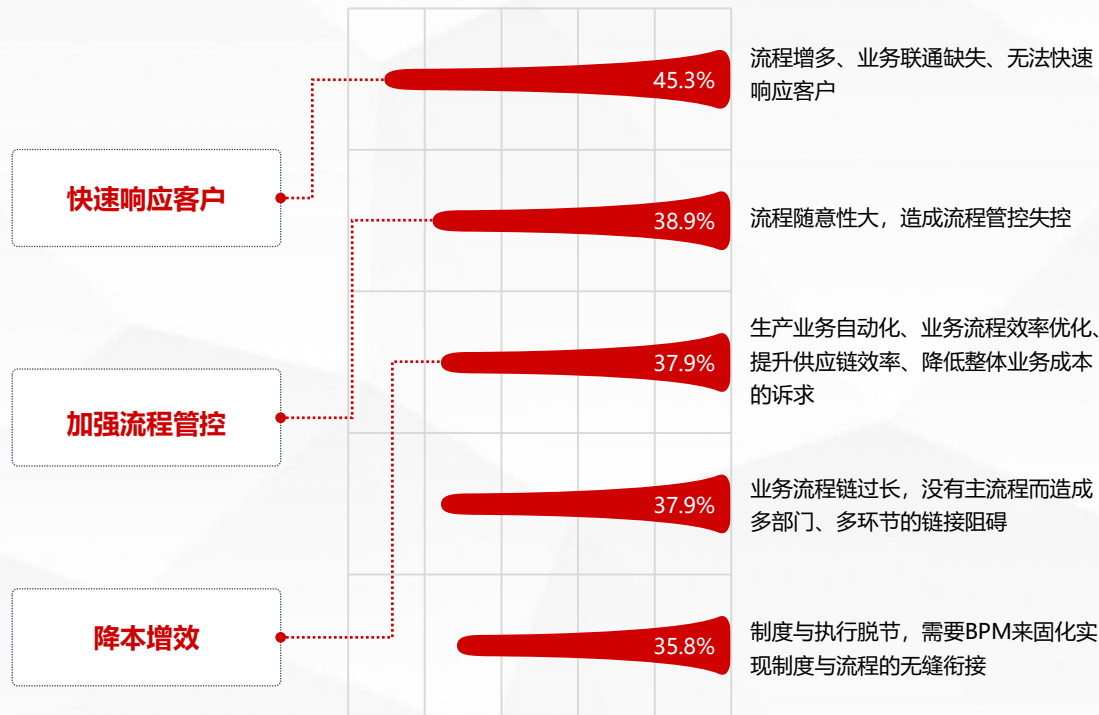 快速响应客户
加强流程管控
降本增效
45.3%
流程增多、业务联通缺失、无法快速
响应客户
38.9%
流程随意性大，造成流程管控失控
37.9%
生产业务自动化、业务流程效率优化、
提升供应链效率、降低整体业务成本
的诉求
37.9%
业务流程链过长，没有主流程而造成
多部门、多环节的链接阻碍
35.8%
制度与执行脱节，需要BPM来固化实
现制度与流程的无缝衔接